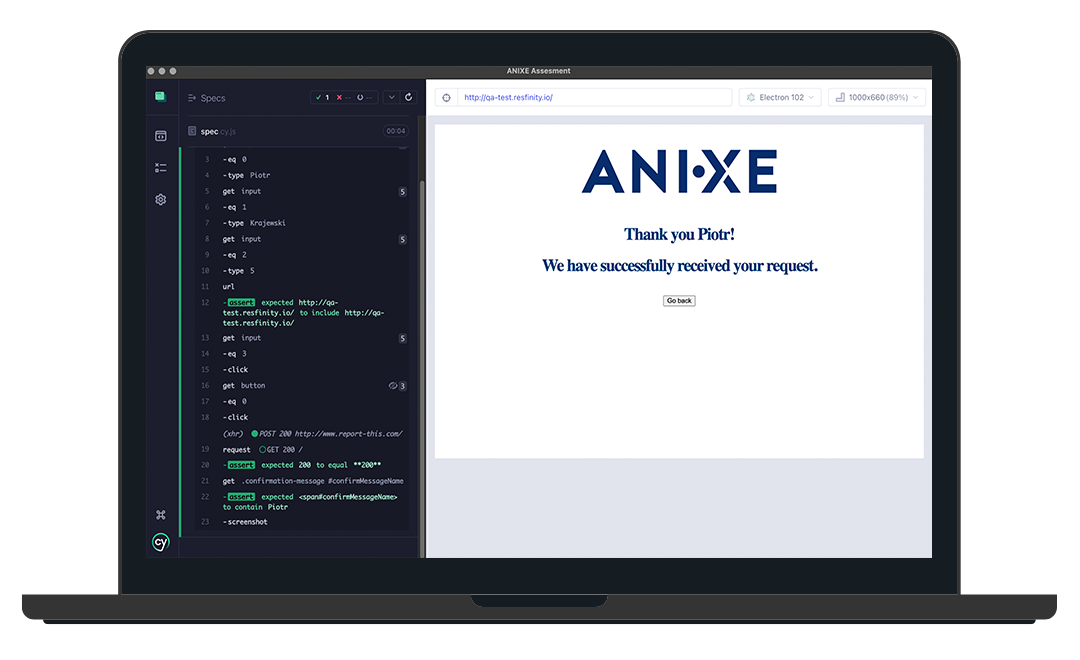 ANIXE Assesment
Specs
1
spec.cy.js
00:04
3 -eq 0
4 -type Piotr
5 get input 5
6 -eq 1
7 -type Krajewski
8 get input 5
9 -eq 2
10 -type 5
11 url
12 -assert expected http://qa-
test.resfinity.io/ to include http://qa-
test.resfinity.io/
13 get input 5
14 -eq 3
15 -click
16 get button 3
17 -eq 0
18 -click
(xhr) POST 200 http://www.report-this.com/
19 request GET 200 /
20 -assert expected 200 to equal **200**
21 get .confirmation-message #confirmMessageName
22 -assert expected <span#confirmMessageName>
to contain Piotr
23 -screenshot
cy
http://qa-test.resfinity.io/
Electron 102
1000x660 (89%)
ANIXE
Thank you Piotr!
We have successfully received your request.
Go back